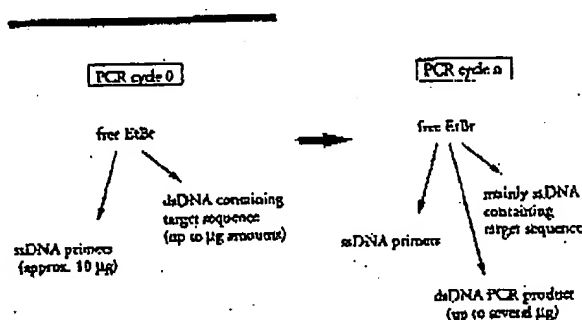 PCR cycle 0
free EtBr
dsDNA containing
target sequence
(up to µg amounts)
ssDNA primers
(approx. 10 µg)
PCR cycle n
free EtBr
mainly ssDNA
containing
target sequence
ssDNA primers
dsDNA PCR product
(up to several µg)